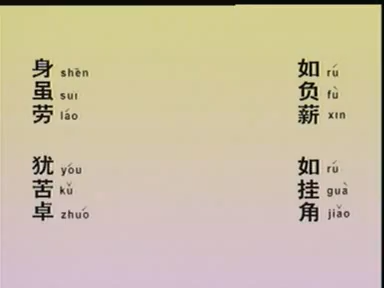 如 rú
负 fù
薪 xīn
如 rú
挂 guà
角 jiǎo
身 shēn
虽 suī
劳 láo
犹 yóu
苦 kǔ
卓 zhuó